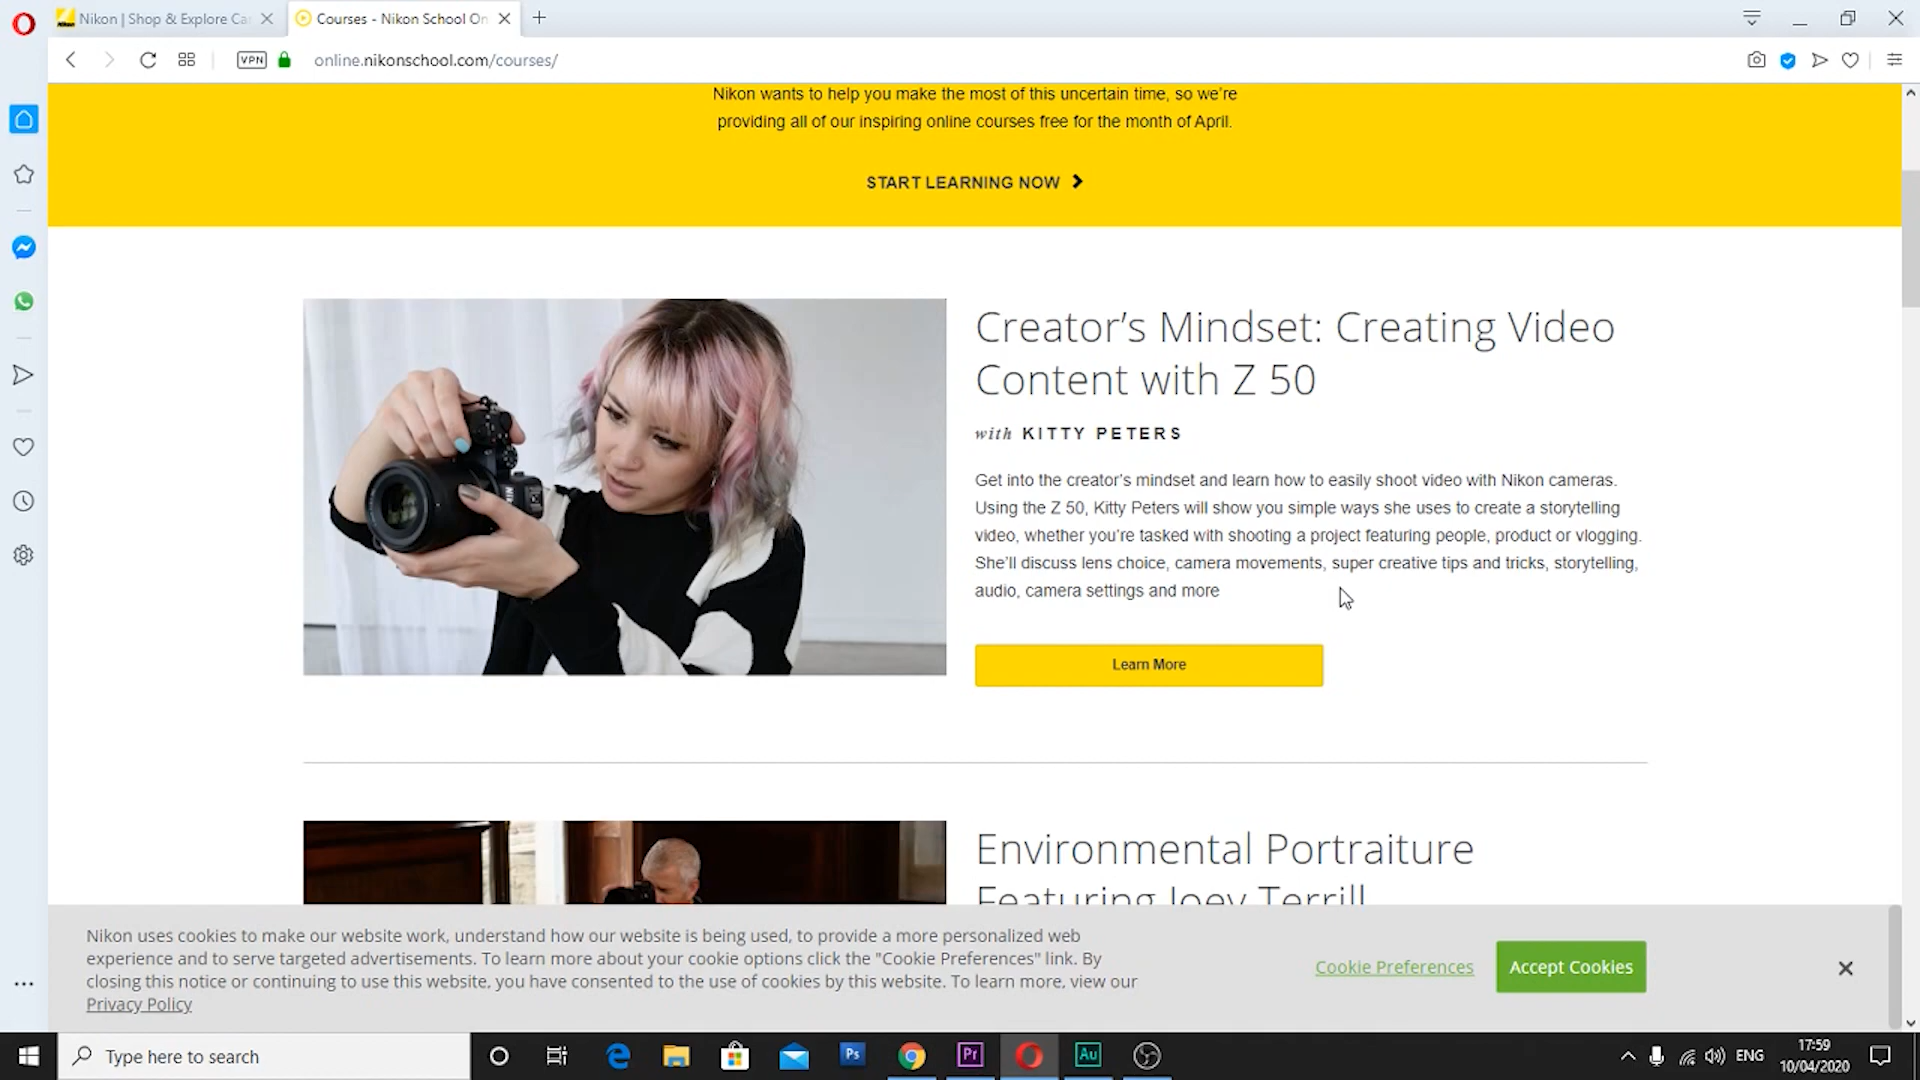 Nikon | Shop & Explore Ca
Courses - Nikon School On
VPN
online.nikonschool.com/courses/
Nikon wants to help you make the most of this uncertain time, so we're
providing all of our inspiring online courses free for the month of April.
START LEARNING NOW
Creator's Mindset: Creating Video
Content with Z 50
with KITTY PETERS
Get into the creator's mindset and learn how to easily shoot video with Nikon cameras.
Using the Z 50, Kitty Peters will show you simple ways she uses to create a storytelling
video, whether you're tasked with shooting a project featuring people, product or vlogging.
She'll discuss lens choice, camera movements, super creative tips and tricks, storytelling,
audio, camera settings and more
Learn More
Environmental Portraiture
Featuring Joey Terrill
Nikon uses cookies to make our website work, understand how our website is being used, to provide a more personalized web
experience and to serve targeted advertisements. To learn more about your cookie options click the "Cookie Preferences" link. By
closing this notice or continuing to use this website, you have consented to the use of cookies by this website. To learn more, view our
Privacy Policy
Cookie Preferences
Accept Cookies
Type here to search
Ps
Pr
Au
ENG
17:59
10/04/2020